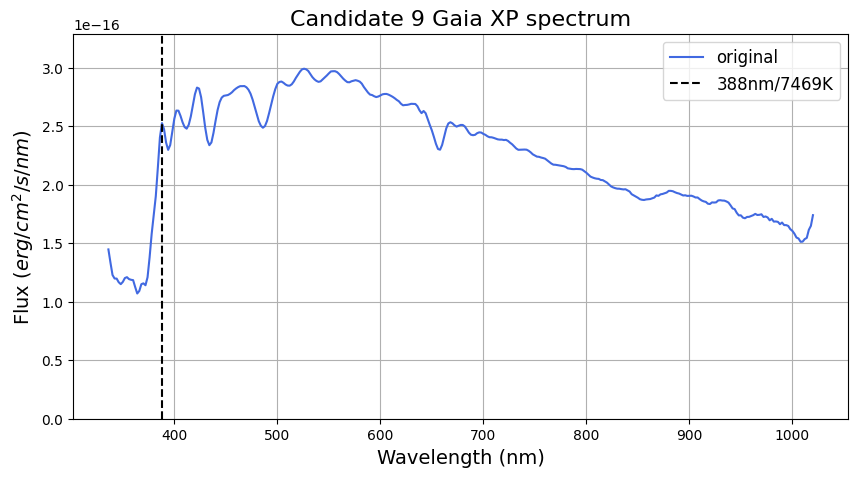 Candidate 9 Gaia XP spectrum
1e−16
original
388nm/7469K
3.0
2.5
2.0
1.5
1.0
0.5
0.0
Flux (erg/cm²/s/nm)
400 500 600 700 800 900 1000
Wavelength (nm)